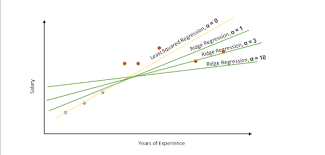 Least Squared Regression, α = 0
Ridge Regression, α = 1
Ridge Regression, α = 3
Ridge Regression, α = 10
Salary
Years of Experience